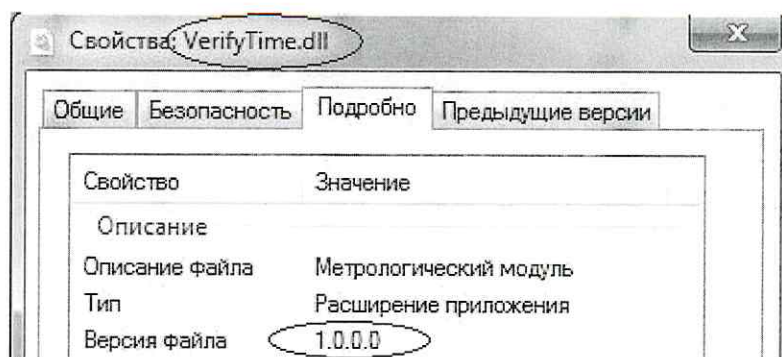 Свойства: VerifyTime.dll
Общие Безопасность Подробно Предыдущие версии
Свойство Значение
Описание
Описание файла Метрологический модуль
Тип Расширение приложения
Версия файла 1.0.0.0